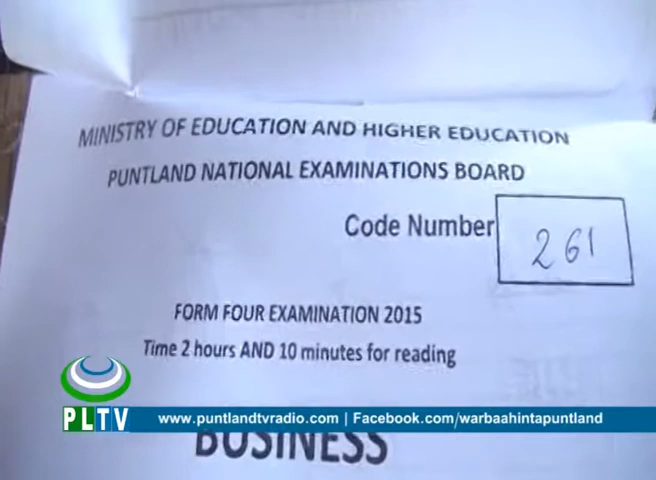 MINISTRY OF EDUCATION AND HIGHER EDUCATION
PUNTLAND NATIONAL EXAMINATIONS BOARD
Code Number 261
FORM FOUR EXAMINATION 2015
Time 2 hours AND 10 minutes for reading
PLTV
www.puntlandtvradio.com | Facebook.com/warbaahintapuntland
BUSINESS